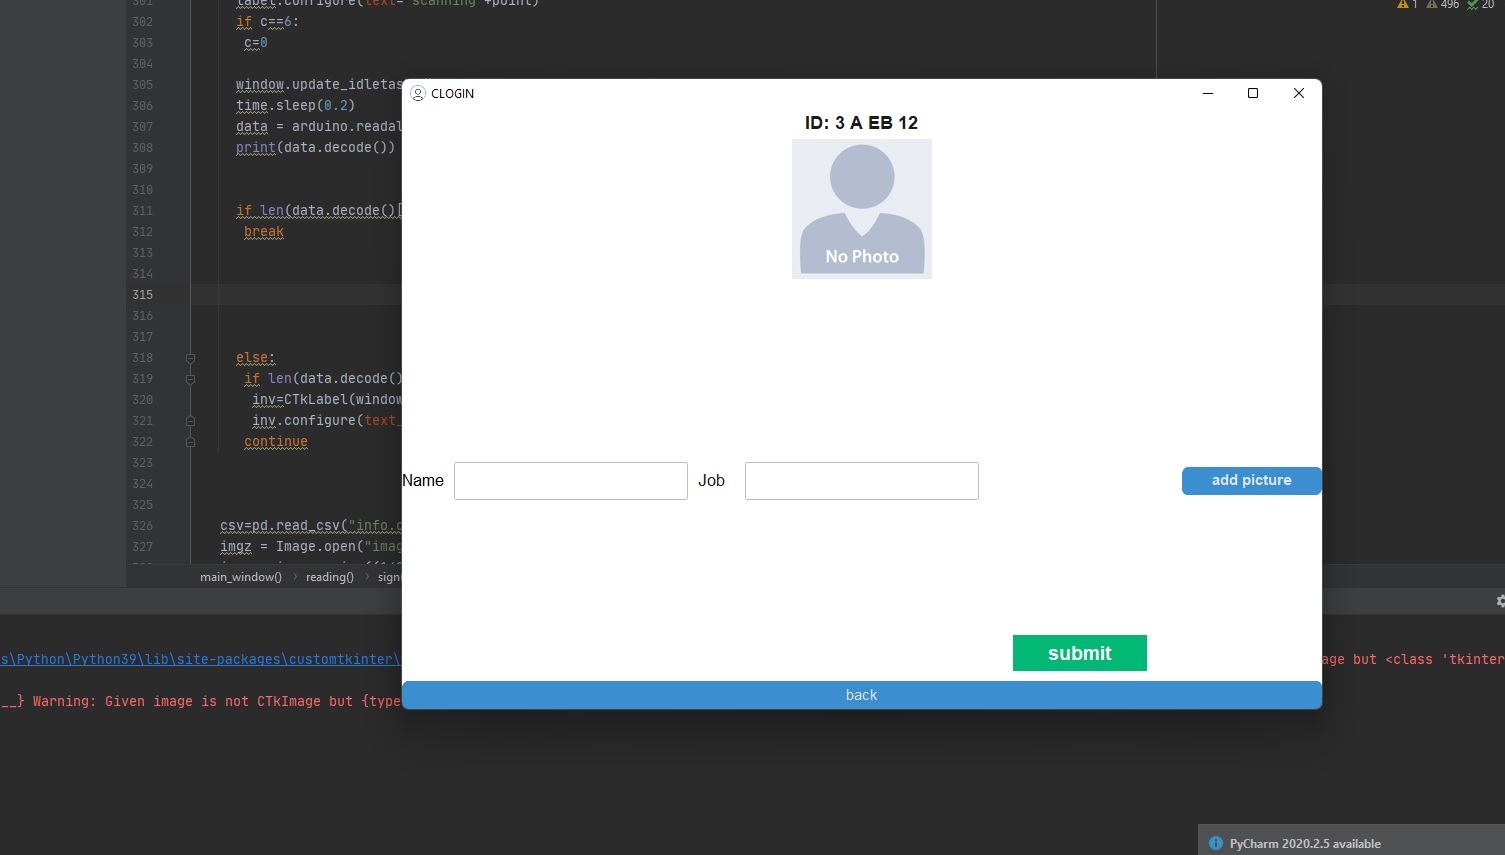 301 label.configure(text="scanning"+point)
302 if c==6:
303 c=0
304
305 window.update_idletas
306 time.sleep(0.2)
307 data = arduino.readal
308 print(data.decode())
309
310
311 if len(data.decode()[
312 break
313
314
315
316
317
318 else:
319 if len(data.decode()
320 inv=CTkLabel(window
321 inv.configure(text_
322 continue
323
324
325
326 csv=pd.read_csv("info.c
327 imgz = Image.open("imag
main_window() › reading() › sign
1 496 20
CLOGIN
ID: 3 A EB 12
No Photo
Name Job add picture
submit
back
s\Python\Python39\lib\site-packages\customtkinter\
age but <class 'tkinter
__} Warning: Given image is not CTkImage but {type
PyCharm 2020.2.5 available